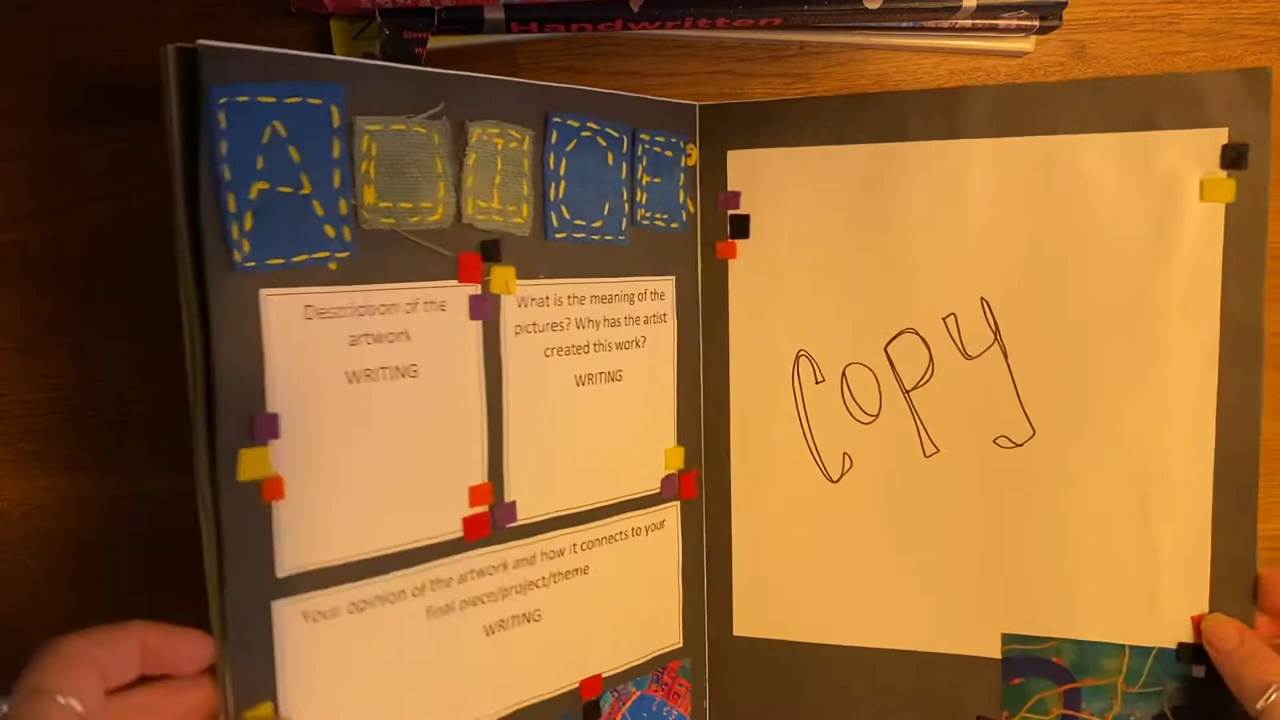 Handwritten
Steve
A L I C E
Description of the
artwork
WRITING
What is the meaning of the
pictures? Why has the artist
created this work?
WRITING
Your opinion of the artwork and how it connects to your
final piece/project/theme
WRITING
Copy